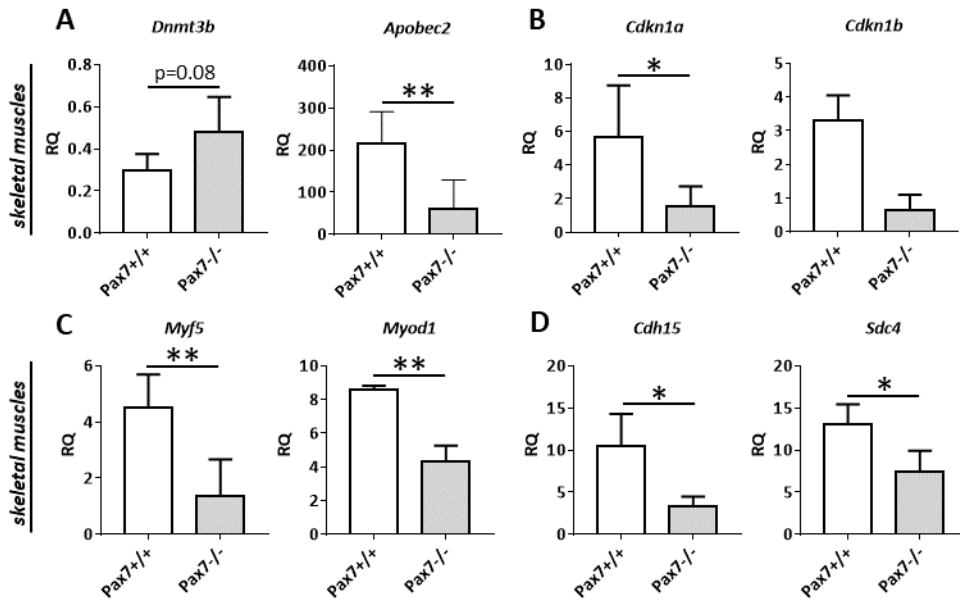 A
Dnmt3b
Apobec2
B
Cdkn1a
Cdkn1b
skeletal muscles
RQ
0.8
0.6
0.4
0.2
0.0
p=0.08
Pax7+/+
Pax7-/-
RQ
400
300
200
100
0
**
Pax7+/+
Pax7-/-
RQ
10
8
6
4
2
0
*
Pax7+/+
Pax7-/-
RQ
5
4
3
2
1
0
Pax7+/+
Pax7-/-
C
Myf5
Myod1
D
Cdh15
Sdc4
skeletal muscles
RQ
6
4
2
0
**
Pax7+/+
Pax7-/-
RQ
10
8
6
4
2
0
**
Pax7+/+
Pax7-/-
RQ
20
15
10
5
0
*
Pax7+/+
Pax7-/-
RQ
20
15
10
5
0
*
Pax7+/+
Pax7-/-